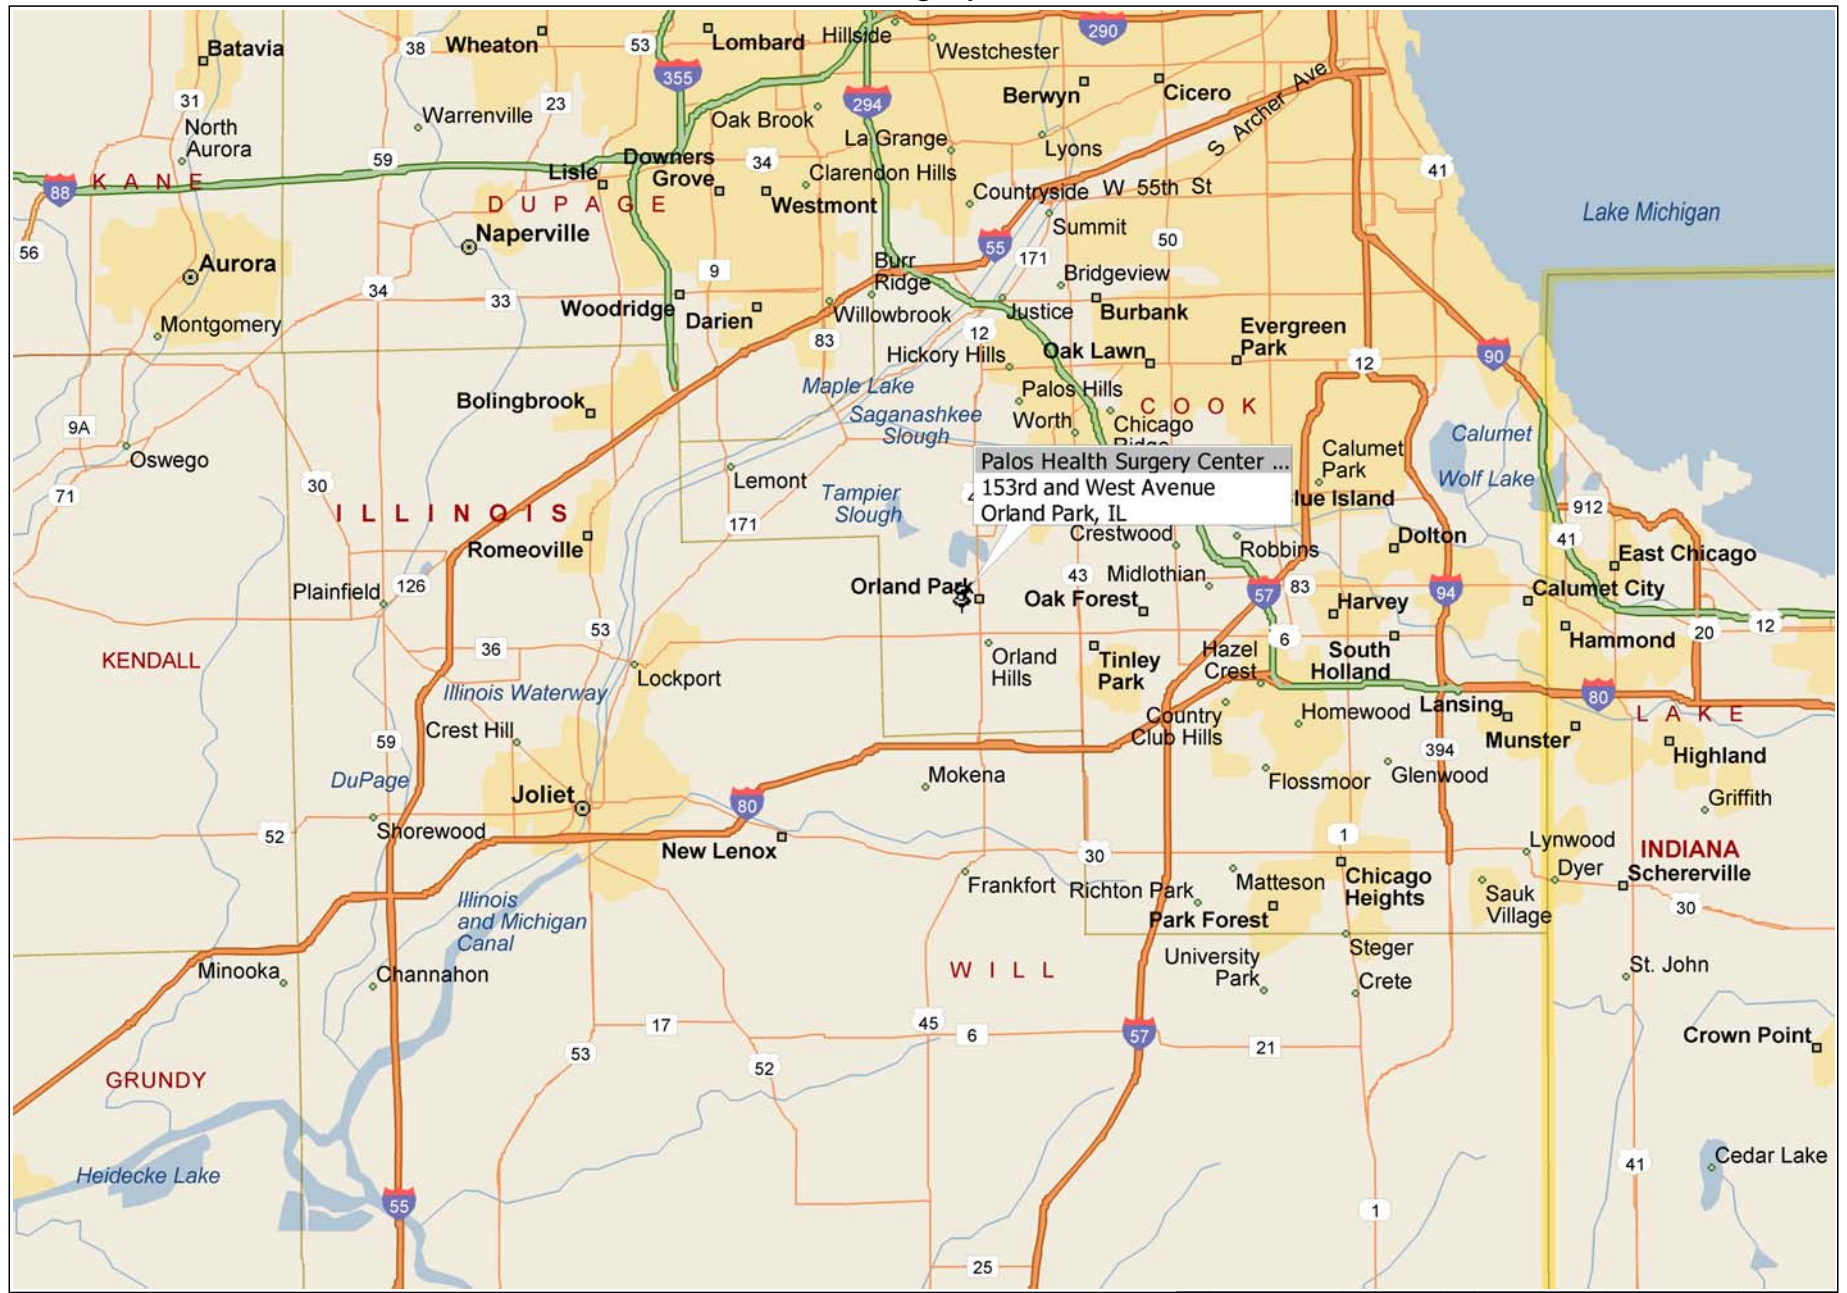 290
Hillside
Wheaton
38
53
Lombard
Westchester
Batavia
355
Berwyn
Cicero
S Archer Ave
31
23
294
Warrenville
Oak Brook
La Grange
Lyons
North
Aurora
59
Downers
Grove
34
Lisle
Clarendon Hills
41
88
KANE
Countryside
W 55th St
DUPAGE
Westmont
Lake Michigan
Naperville
Summit
50
55
56
171
Aurora
9
Burr
Ridge
Bridgeview
34
33
Woodridge
Darien
Willowbrook
Justice
Burbank
Montgomery
12
83
Evergreen
Park
Hickory Hills
Oak Lawn
12
90
Maple Lake
Palos Hills
Bolingbrook
Saganashkee
Slough
COOK
Worth
Chicago
Ridge
9A
Calumet
Oswego
Calumet
Park
Palos Health Surgery Center ...
153rd and West Avenue
Orland Park, IL
Wolf Lake
Lemont
30
71
Tampier
Slough
lue Island
912
ILLINOIS
171
Crestwood
Dolton
41
Romeoville
Robbins
East Chicago
Plainfield
126
43
Midlothian
Orland Park
Oak Forest
57
83
Harvey
94
Calumet City
53
6
20
12
36
Hammond
KENDALL
Orland
Hills
Tinley
Park
Hazel
Crest
South
Holland
Lockport
Illinois Waterway
80
Crest Hill
Country
Club Hills
Homewood
Lansing
LAKE
59
Munster
394
Highland
DuPage
Mokena
Flossmoor
Glenwood
Joliet
80
Griffith
52
Shorewood
1
Lynwood
New Lenox
30
INDIANA
Dyer
Schererville
Frankfort
Richton Park
Matteson
Chicago
Heights
Sauk
Village
30
Illinois
and Michigan
Canal
Park Forest
Steger
Minooka
Channahon
WILL
University
Park
Crete
St. John
17
45
6
57
21
Crown Point
53
52
GRUNDY
Heidecke Lake
41
Cedar Lake
55
1
25